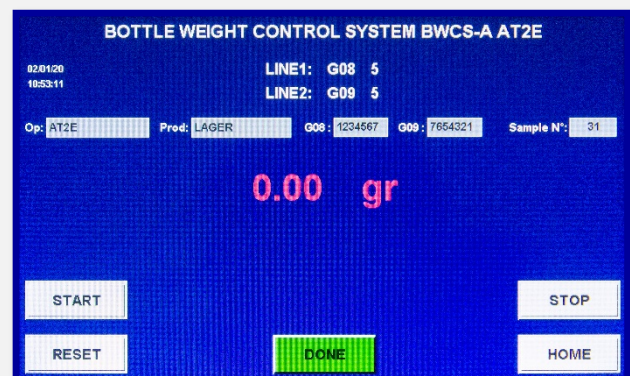 BOTTLE WEIGHT CONTROL SYSTEM BWCS-A AT2E
02/01/20
10:53:11
LINE1: G08 5
LINE2: G09 5
Op: AT2E Prod: LAGER G08: 1234567 G09: 7654321 Sample N°: 31
0.00 gr
START STOP
RESET DONE HOME